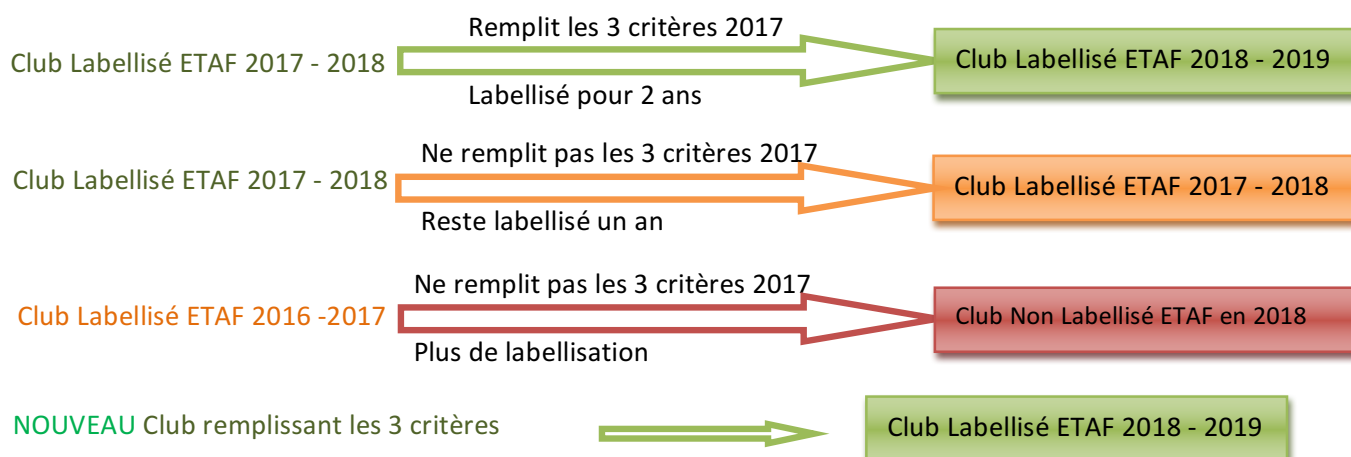 Remplit les 3 critères 2017
Club Labellisé ETAF 2017 - 2018
Club Labellisé ETAF 2018 - 2019
Labellisé pour 2 ans
Ne remplit pas les 3 critères 2017
Club Labellisé ETAF 2017 - 2018
Club Labellisé ETAF 2017 - 2018
Reste labellisé un an
Ne remplit pas les 3 critères 2017
Club Labellisé ETAF 2016 -2017
Club Non Labellisé ETAF en 2018
Plus de labellisation
NOUVEAU Club remplissant les 3 critères
Club Labellisé ETAF 2018 - 2019